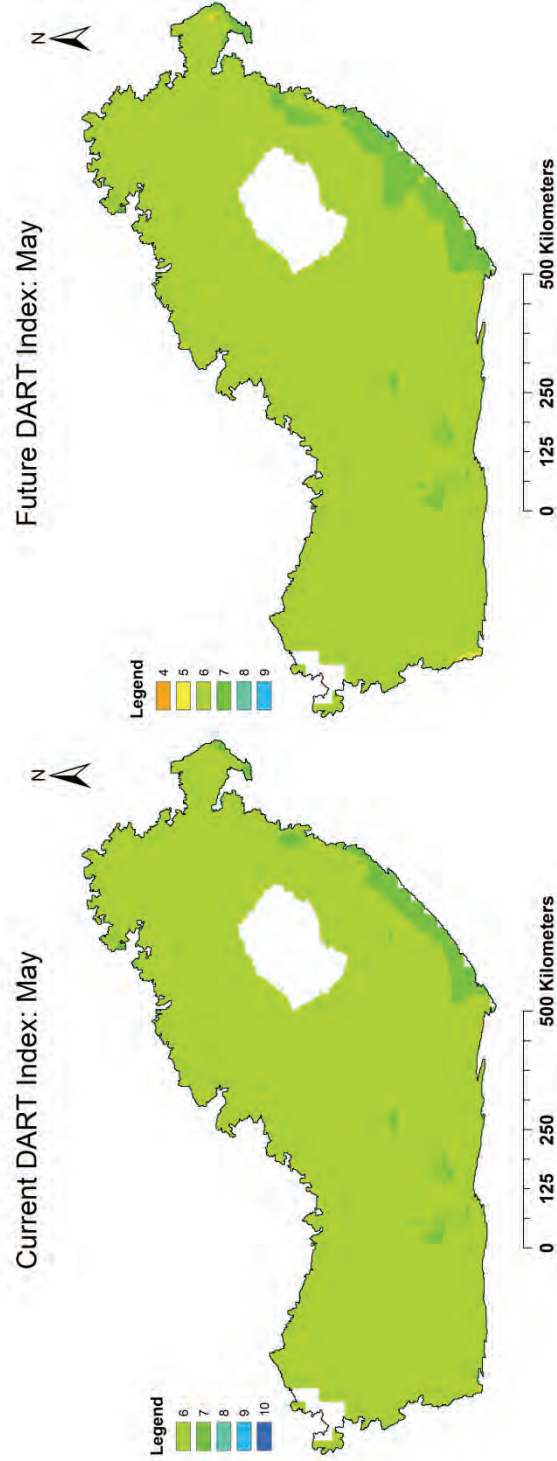 Current DART Index: May
N
Legend
6
7
8
9
10
0 125 250 500 Kilometers
Future DART Index: May
N
Legend
4
5
6
7
8
9
0 125 250 500 Kilometers